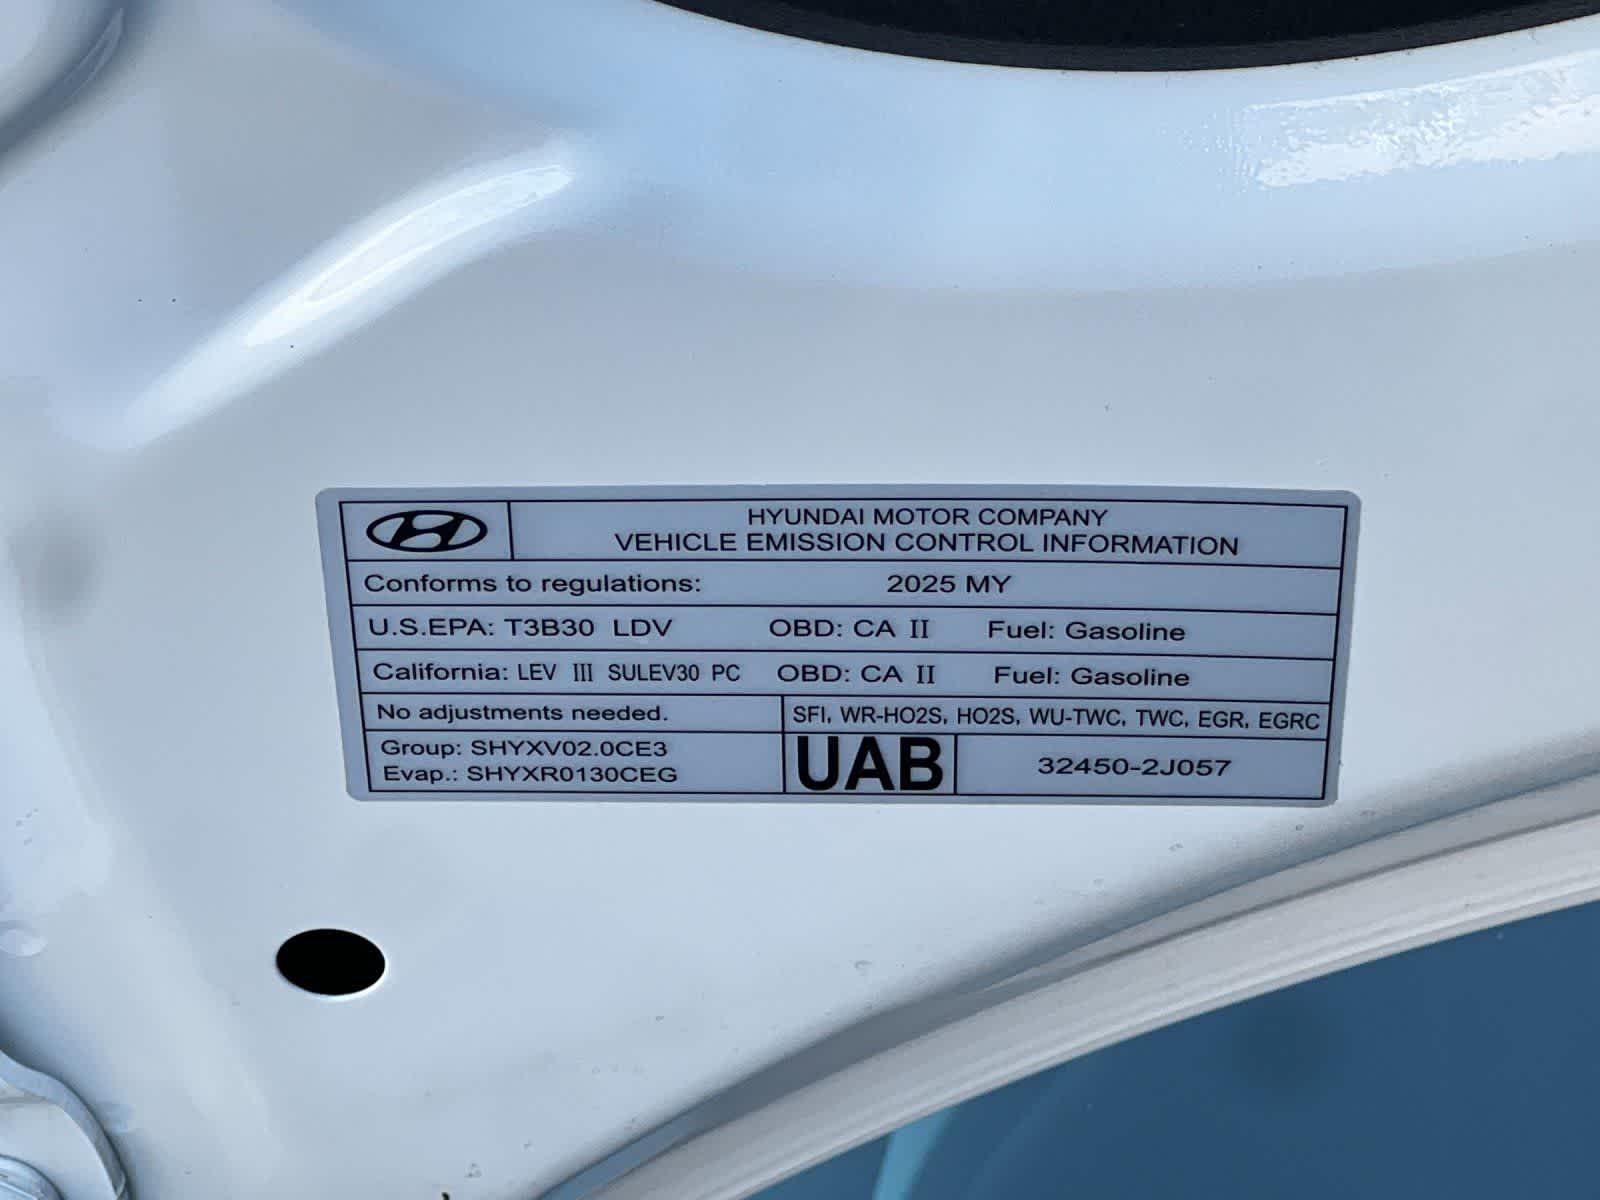 HYUNDAI MOTOR COMPANY
VEHICLE EMISSION CONTROL INFORMATION
Conforms to regulations: 2025 MY
U.S.EPA: T3B30 LDV OBD: CA II Fuel: Gasoline
California: LEV III SULEV30 PC OBD: CA II Fuel: Gasoline
No adjustments needed. SFI, WR-HO2S, HO2S, WU-TWC, TWC, EGR, EGRC
Group: SHYXV02.0CE3
Evap.: SHYXR0130CEG
UAB
32450-2J057